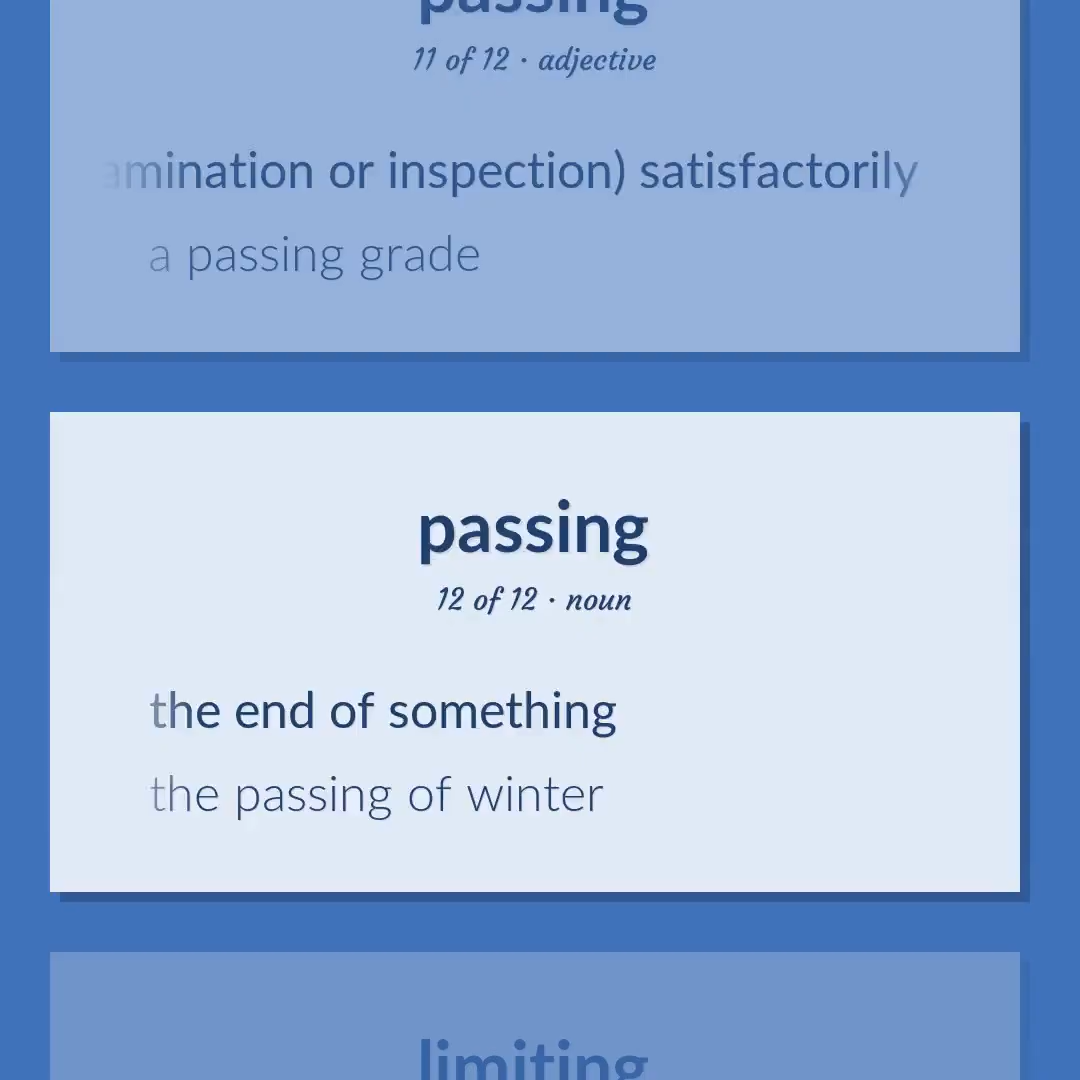 passing
11 of 12 · adjective
amination or inspection) satisfactorily
a passing grade
passing
12 of 12 · noun
the end of something
the passing of winter
limiting